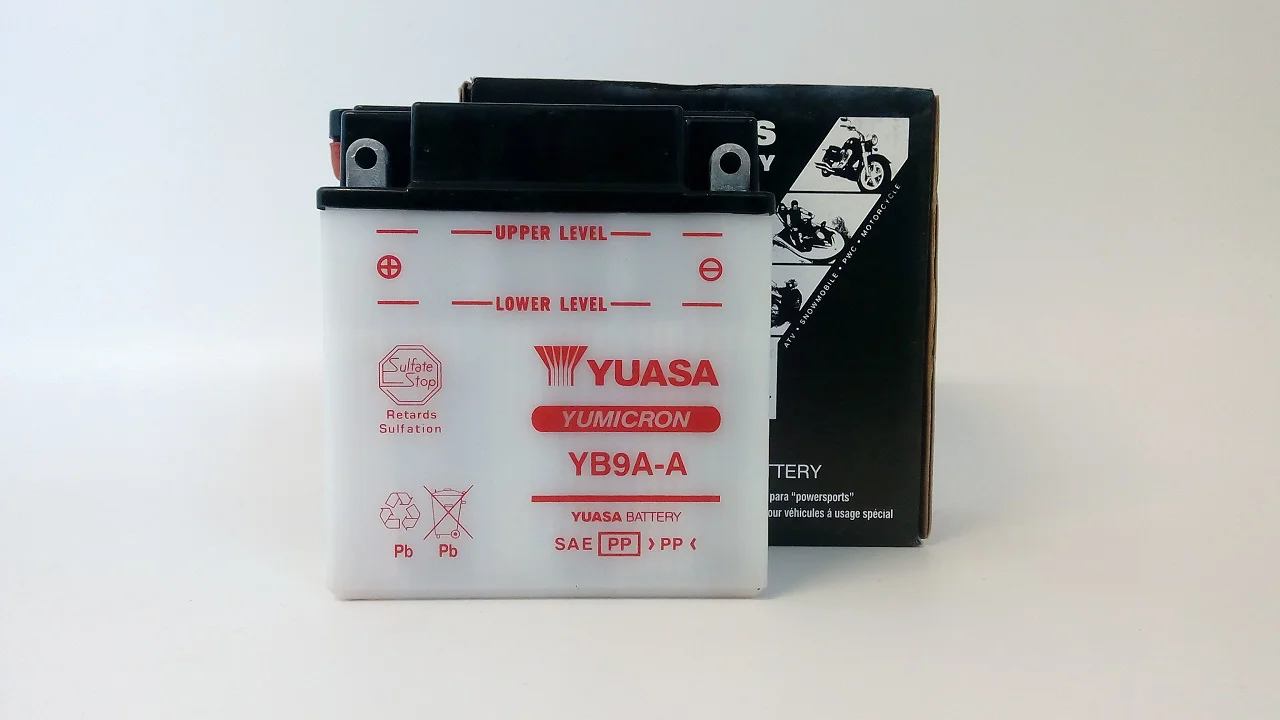 UPPER LEVEL
⊕ ⊖
LOWER LEVEL
Sulfate
Stop
Retards
Sulfation
YUASA
YUMICRON
YB9A-A
YUASA BATTERY
SAE PP >PP<
Pb Pb
S
Y
ATV • SNOWMOBILE • PWC • MOTORCYCLE
TTERY
para "powersports"
our véhicules á usage spécial